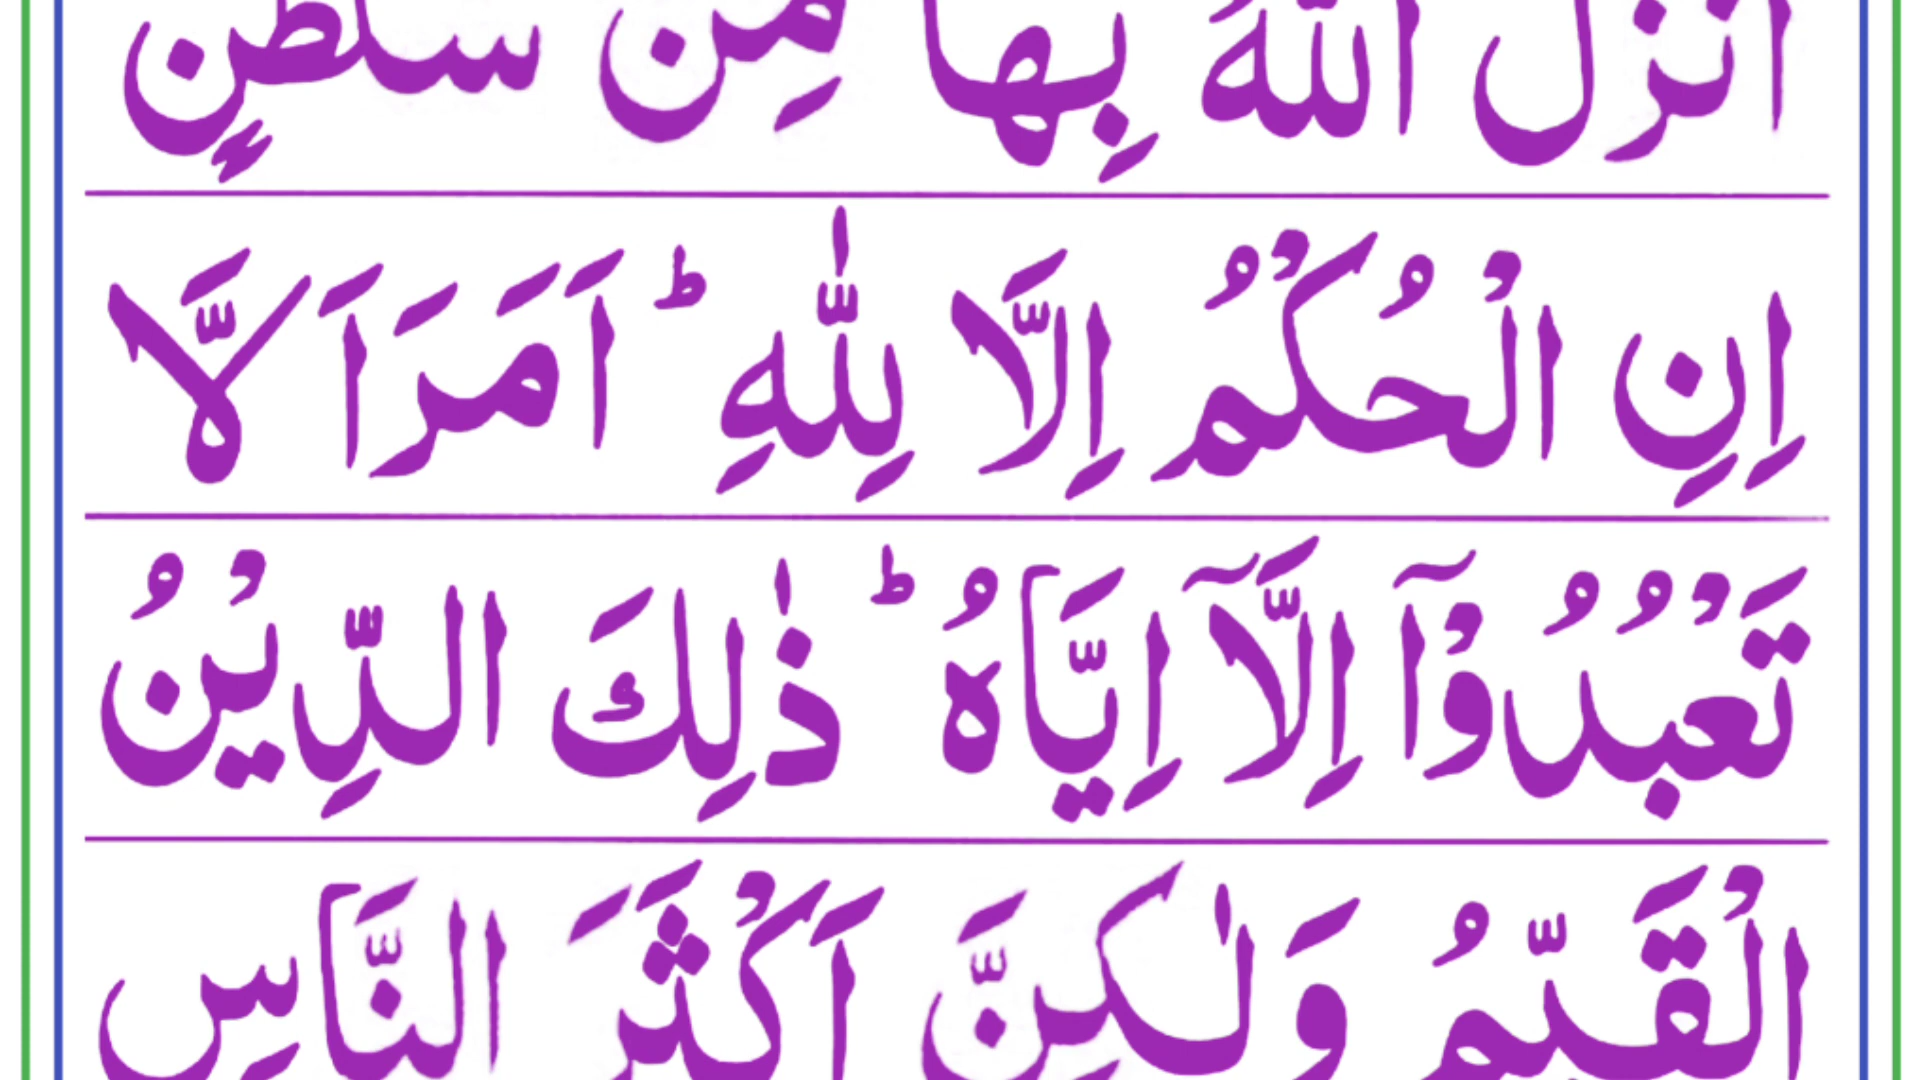 اَنْزَلَ اللّٰهُ بِهَا مِنْ سُلْطٰنٍ
اِنِ الْحُكْمُ اِلَّا لِلّٰهِ ؕ اَمَرَ اَلَّا
تَعْبُدُوْۤا اِلَّاۤ اِيَّاهُ ؕ ذٰلِكَ الدِّيْنُ
الْقَيِّمُ وَلٰكِنَّ اَكْثَرَ النَّاسِ